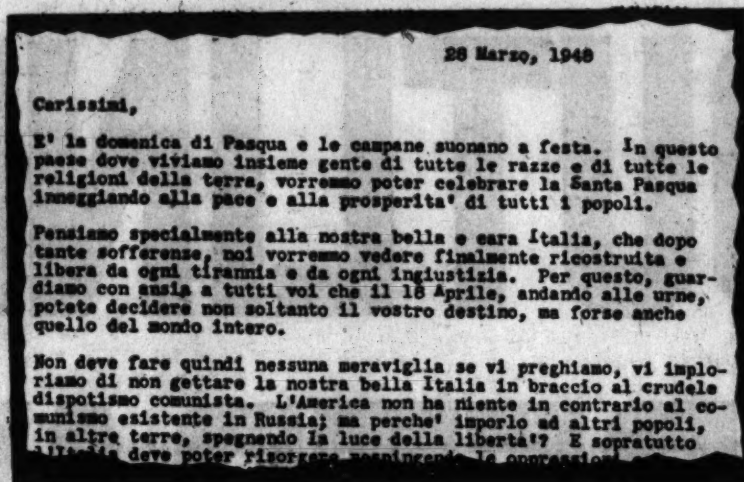 28 Marzo, 1948
Carissimi,
E' la domenica di Pasqua e le campane suonano a festa. In questo
paese dove viviamo insieme gente di tutte le razze e di tutte le
religioni della terra, vorremmo poter celebrare la Santa Pasqua
inneggiando alla pace e alla prosperita' di tutti i popoli.
Pensiamo specialmente alla nostra bella e cara Italia, che dopo
tante sofferenze, noi vorremmo vedere finalmente ricostruita e
libera da ogni tirannia e da ogni ingiustizia. Per questo, guar-
diamo con ansia a tutti voi che il 18 Aprile, andando alle urne,
potete decidere non soltanto il vostro destino, ma forse anche
quello del mondo intero.
Non deve fare quindi nessuna meraviglia se vi preghiamo, vi implo-
riamo di non gettare la nostra bella Italia in braccio al crudele
dispotismo comunista. L'America non ha niente in contrario al co-
munismo esistente in Russia; ma perche' imporlo ad altri popoli,
in altre terre, spegnendo la luce della liberta'? E sopratutto
l'Italia deve poter risorgere respingendo le oppressioni